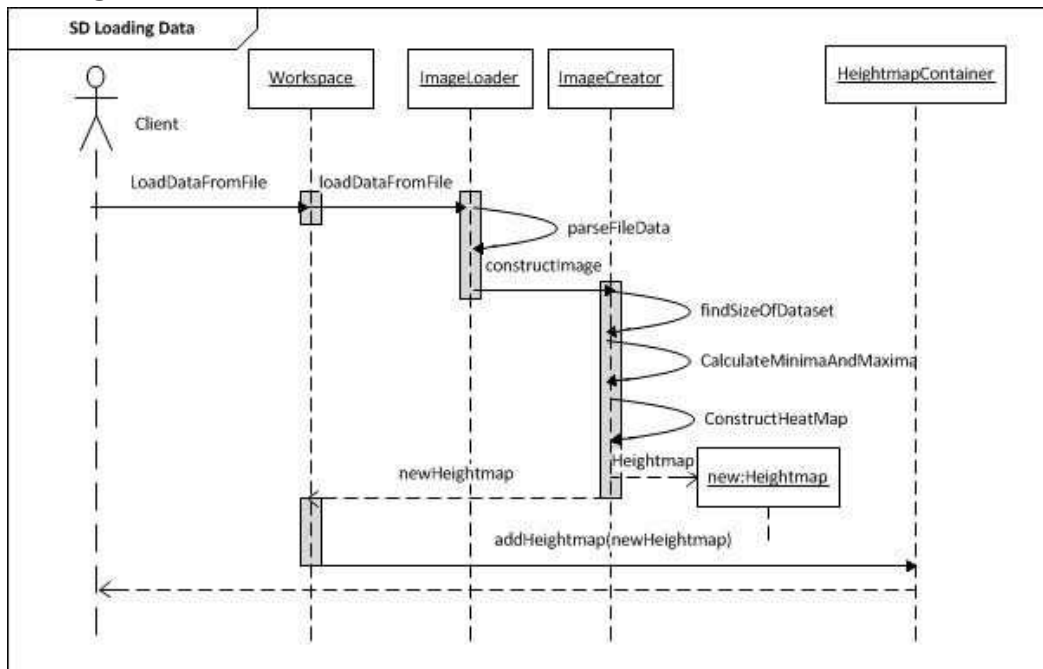 SD Loading Data
Workspace
ImageLoader
ImageCreator
HeightmapContainer
Client
LoadDataFromFile
loadDataFromFile
parseFileData
constructImage
findSizeOfDataset
CalculateMinimaAndMaxima
ConstructHeatMap
Heightmap
newHeightmap
new:Heightmap
addHeightmap(newHeightmap)